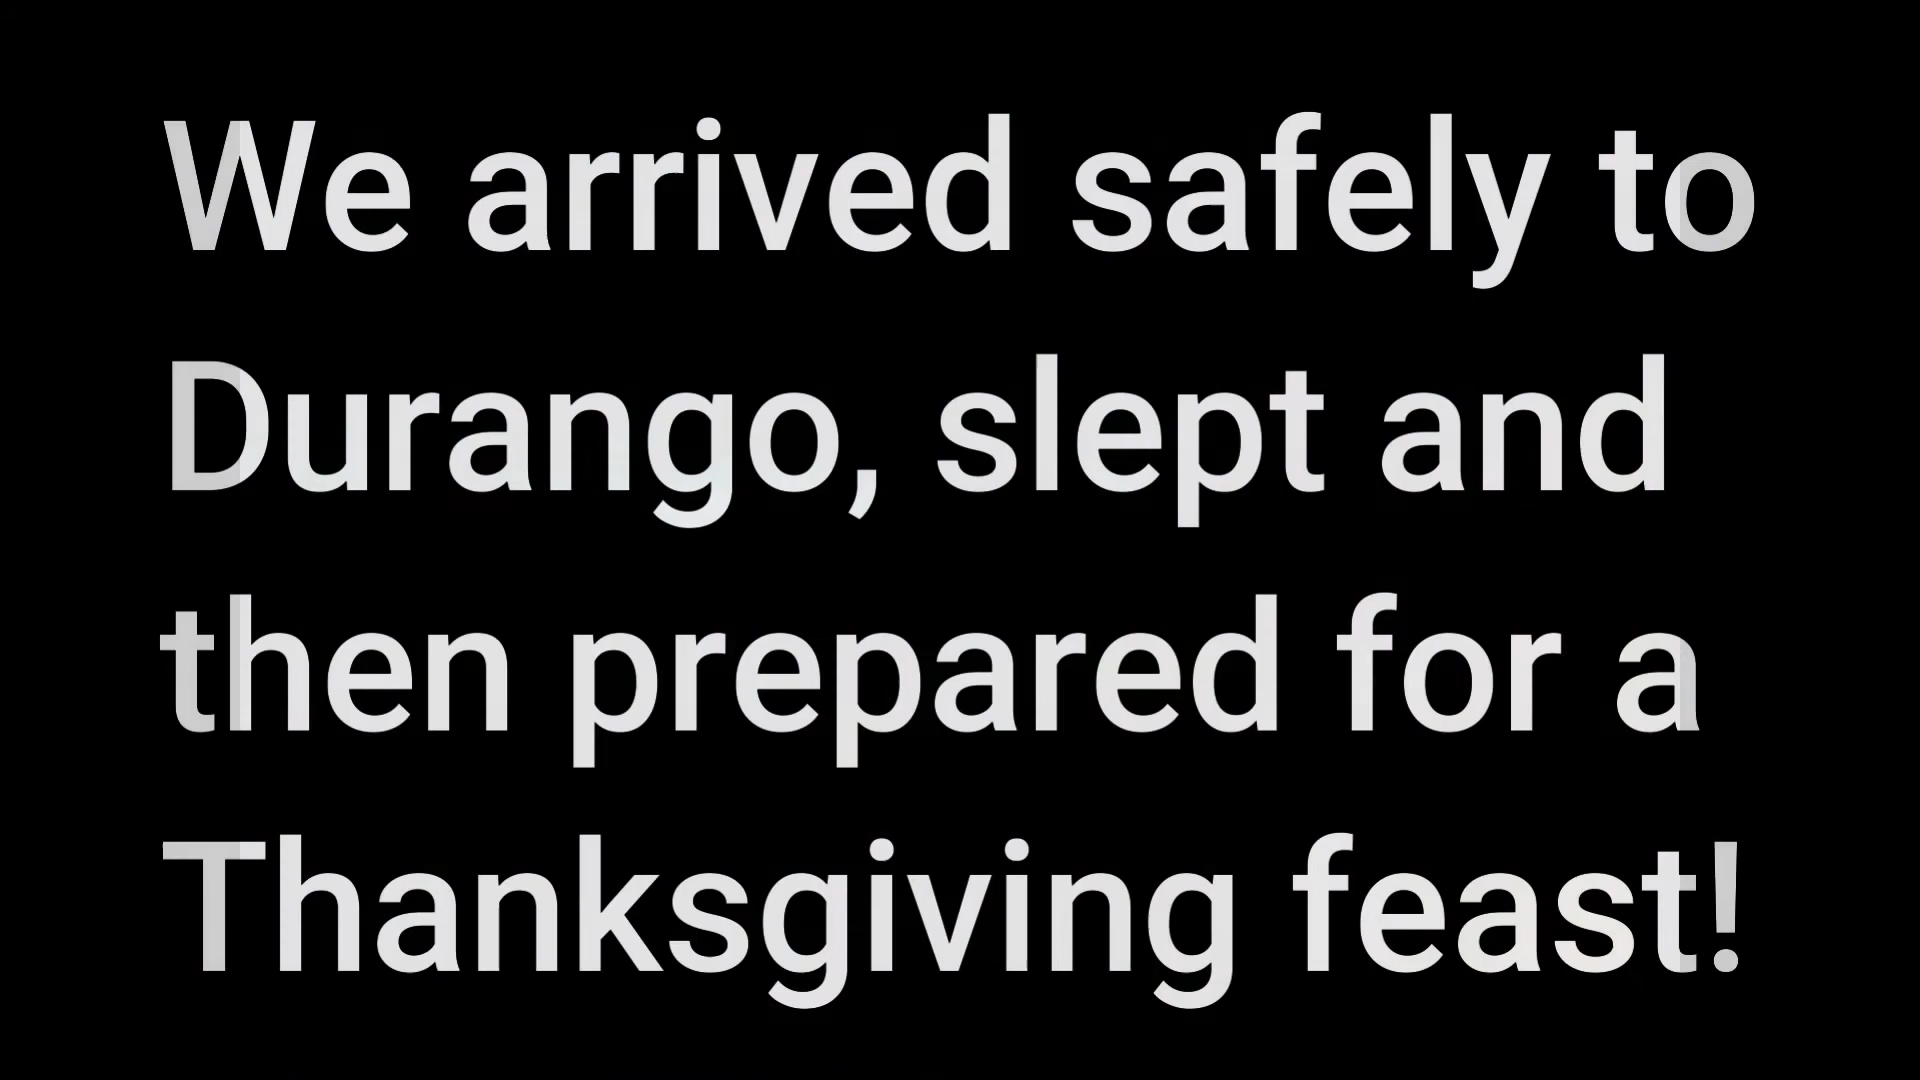 We arrived safely to
Durango, slept and
then prepared for a
Thanksgiving feast!